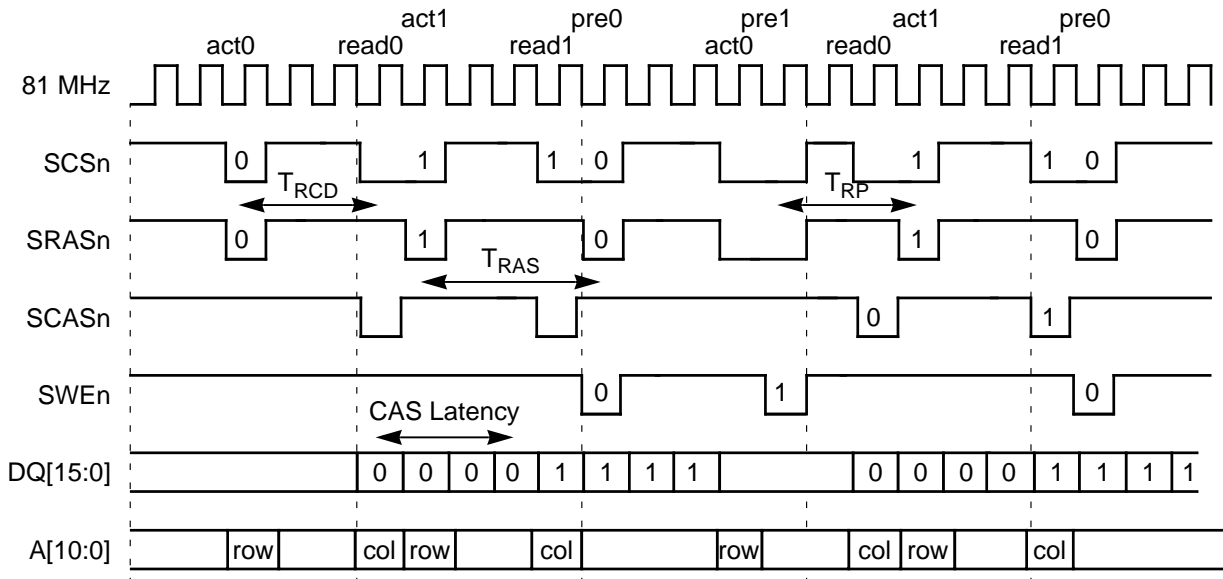 act1 pre0 pre1 act1 pre0
act0 read0 read1 act0 read0 read1
81 MHz
SCSn 0 1 1 0 1 1 0
TRCD TRP
SRASn 0 1 0 1 0
TRAS
SCASn 0 1
SWEn 0 1 0
CAS Latency
DQ[15:0] 0 0 0 0 1 1 1 1 0 0 0 0 1 1 1 1
A[10:0] row col row col row col row col